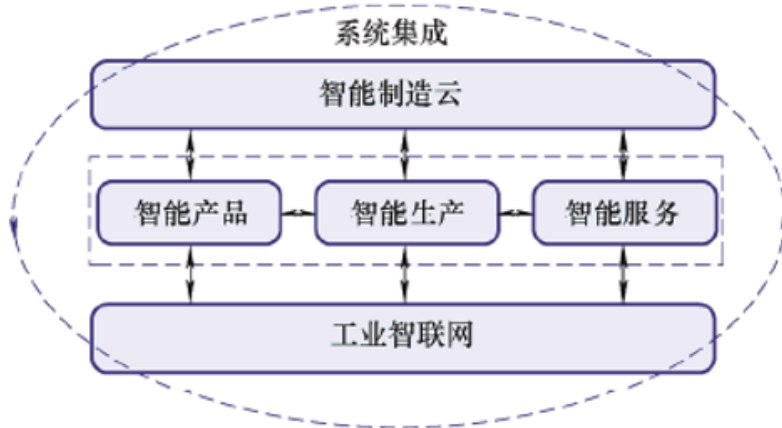 系统集成
智能制造云
智能产品
智能生产
智能服务
工业智联网